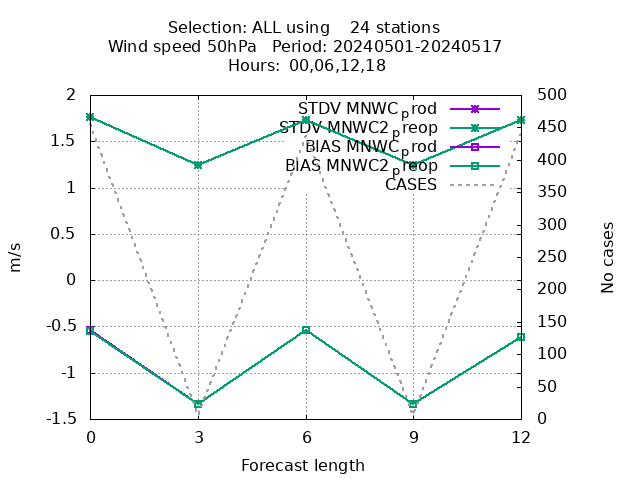 Selection: ALL using    24 stations
Wind speed 50hPa   Period: 20240501-20240517
Hours: 00,06,12,18
STDV MNWC_prod
STDV MNWC2_preop
BIAS MNWC_prod
BIAS MNWC2_preop
CASES
2
1.5
1
0.5
0
-0.5
-1
-1.5
m/s
500
450
400
350
300
250
200
150
100
50
0
No cases
0 3 6 9 12
Forecast length